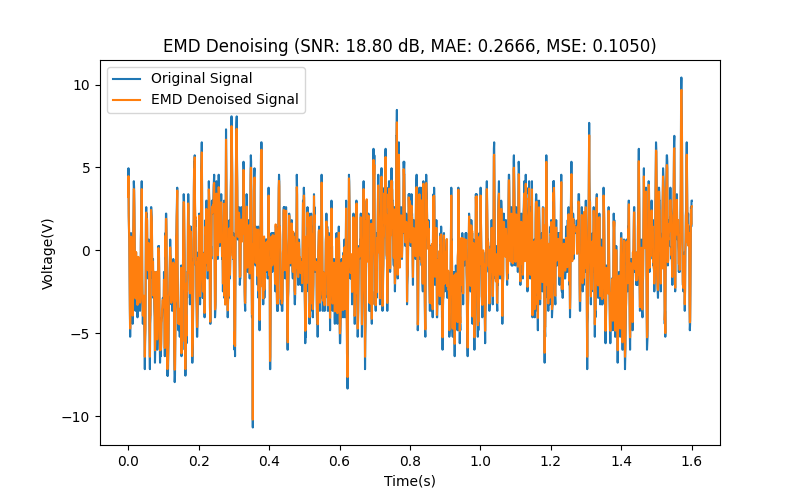 EMD Denoising (SNR: 18.80 dB, MAE: 0.2666, MSE: 0.1050)
Original Signal
EMD Denoised Signal
10
5
0
−5
−10
Voltage(V)
0.0 0.2 0.4 0.6 0.8 1.0 1.2 1.4 1.6
Time(s)